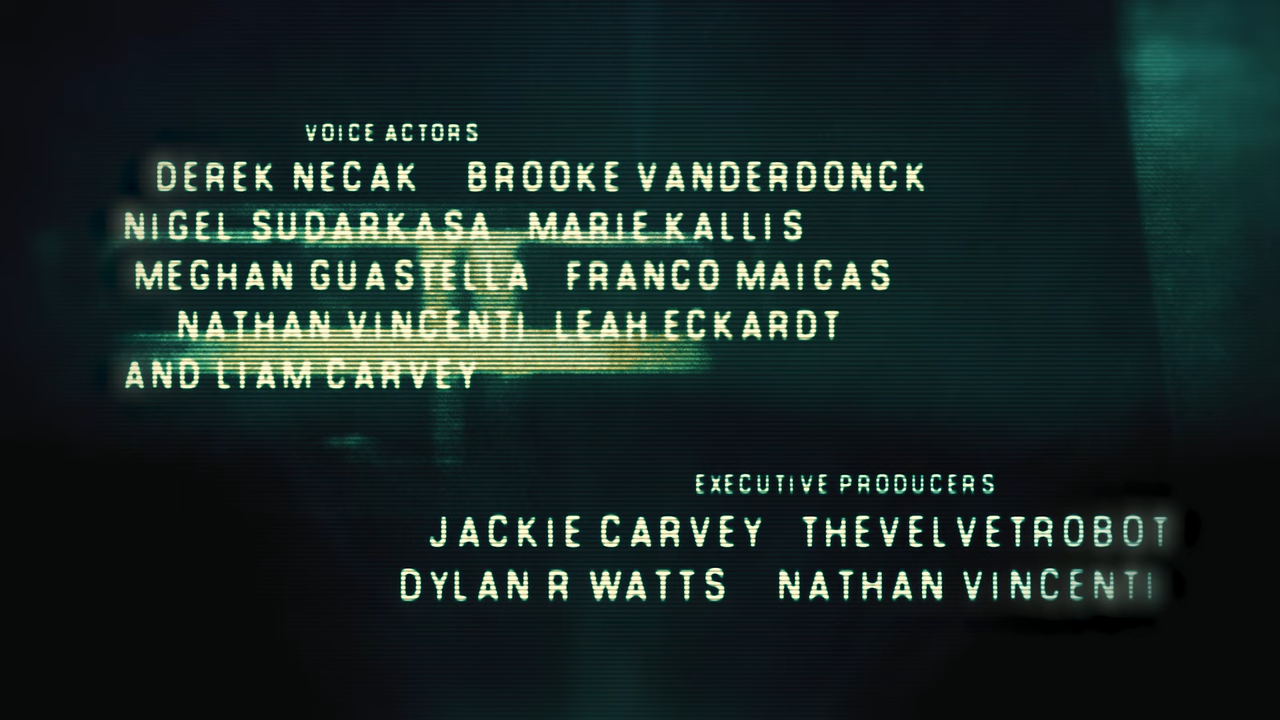 VOICE ACTORS
DEREK NECAK BROOKE VANDERDONCK
NIGEL SUDARKASA MARIE KALLIS
MEGHAN GUASTELLA FRANCO MAICAS
NATHAN VINCENTI LEAH ECKARDT
AND LIAM CARVEY
EXECUTIVE PRODUCERS
JACKIE CARVEY THEVELVETROBOT
DYLAN R WATTS NATHAN VINCENTI